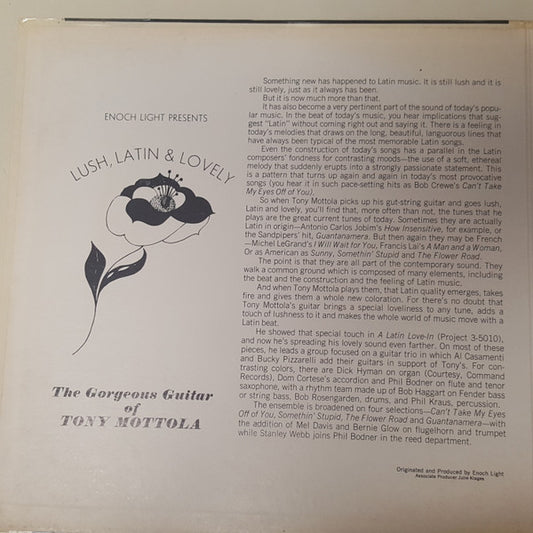 ENOCH LIGHT PRESENTS
LUSH, LATIN & LOVELY
The Gorgeous Guitar
of
TONY MOTTOLA
Something new has happened to Latin music. It is still lush and it is
still lovely, just as it always has been.
But it is now much more than that.
It has also become a very pertinent part of the sound of today's popu-
lar music. In the beat of today's music, you hear implications that sug-
gest "Latin" without coming right out and saying it. There is a feeling in
today's melodies that draws on the long, beautiful, languorous lines that
have always been typical of the most memorable Latin songs.
Even the construction of today's songs has a parallel in the Latin
composers' fondness for contrasting moods—the use of a soft, ethereal
melody that suddenly erupts into a strongly passionate statement. This
is a pattern that turns up again and again in today's most provocative
songs (you hear it in such pace-setting hits as Bob Crewe's Can't Take
My Eyes Off of You).
So when Tony Mottola picks up his gut-string guitar and goes lush,
Latin and lovely, you'll find that, more often than not, the tunes that he
plays are the great current tunes of today. Sometimes they are actually
Latin in origin—Antonio Carlos Jobim's How Insensitive, for example, or
the Sandpipers' hit, Guantanamera. But then again they may be French
—Michel LeGrand's I Will Wait for You, Francis Lai's A Man and a Woman,
Or as American as Sunny, Somethin' Stupid and The Flower Road.
The point is that they are all part of the contemporary sound. They
walk a common ground which is composed of many elements, including
the beat and the construction and the feeling of Latin music.
And when Tony Mottola plays them, that Latin quality emerges, takes
fire and gives them a whole new coloration. For there's no doubt that
Tony Mottola's guitar brings a special loveliness to any tune, adds a
touch of lushness to it and makes the whole world of music move with a
Latin beat.
He showed that special touch in A Latin Love-In (Project 3-5010),
and now he's spreading his lovely sound even farther. On most of these
pieces, he leads a group focused on a guitar trio in which Al Casamenti
and Bucky Pizzarelli add their guitars in support of Tony's. For con-
trasting colors, there are Dick Hyman on organ (Courtesy, Command
Records), Dom Cortese's accordion and Phil Bodner on flute and tenor
saxophone, with a rhythm team made up of Bob Haggart on Fender bass
or string bass, Bob Rosengarden, drums, and Phil Kraus, percussion.
The ensemble is broadened on four selections—Can't Take My Eyes
Off of You, Somethin' Stupid, The Flower Road and Guantanamera—with
the addition of Mel Davis and Bernie Glow on flugelhorn and trumpet
while Stanley Webb joins Phil Bodner in the reed department.
Originated and Produced by Enoch Light
Associate Producer Julie Klages